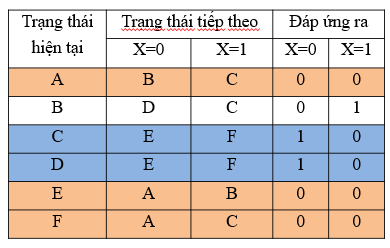 Trạng thái hiện tại Trang thái tiếp theo Đáp ứng ra
X=0 X=1 X=0 X=1
A B C 0 0
B D C 0 1
C E F 1 0
D E F 1 0
E A B 0 0
F A C 0 0